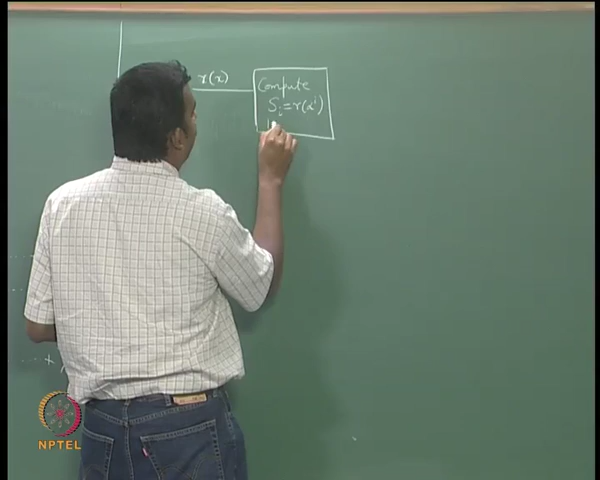 r(x)
Compute
S_i = r(α^i)
NPTEL